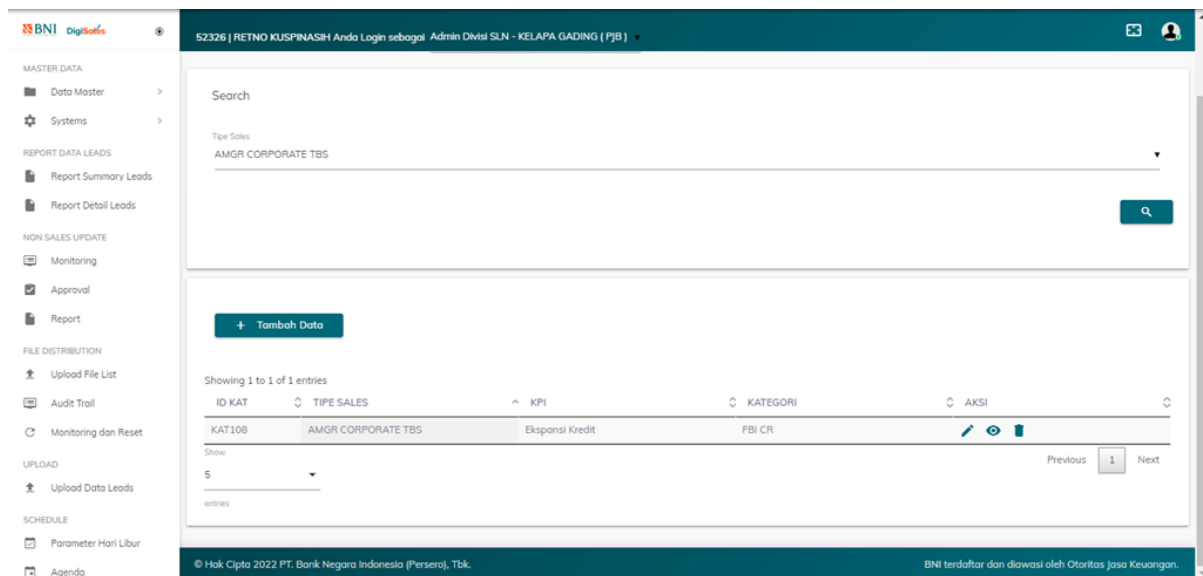 BNI DigiSales
52326 | RETNO KUSPINASIH Anda Login sebagai Admin Divisi SLN - KELAPA GADING ( PJB )
MASTER DATA
Data Master
Systems
REPORT DATA LEADS
Report Summary Leads
Report Detail Leads
NON SALES UPDATE
Monitoring
Approval
Report
FILE DISTRIBUTION
Upload File List
Audit Trail
Monitoring dan Reset
UPLOAD
Upload Data Leads
SCHEDULE
Parameter Hari Libur
Agenda
Search
Tipe Sales
AMGR CORPORATE TBS
+ Tambah Data
Showing 1 to 1 of 1 entries
ID KAT TIPE SALES KPI KATEGORI AKSI
KAT108 AMGR CORPORATE TBS Ekspansi Kredit FBI CR
Show
5
entries
Previous 1 Next
© Hak Cipta 2022 PT. Bank Negara Indonesia (Persero), Tbk.
BNI terdaftar dan diawasi oleh Otoritas Jasa Keuangan.